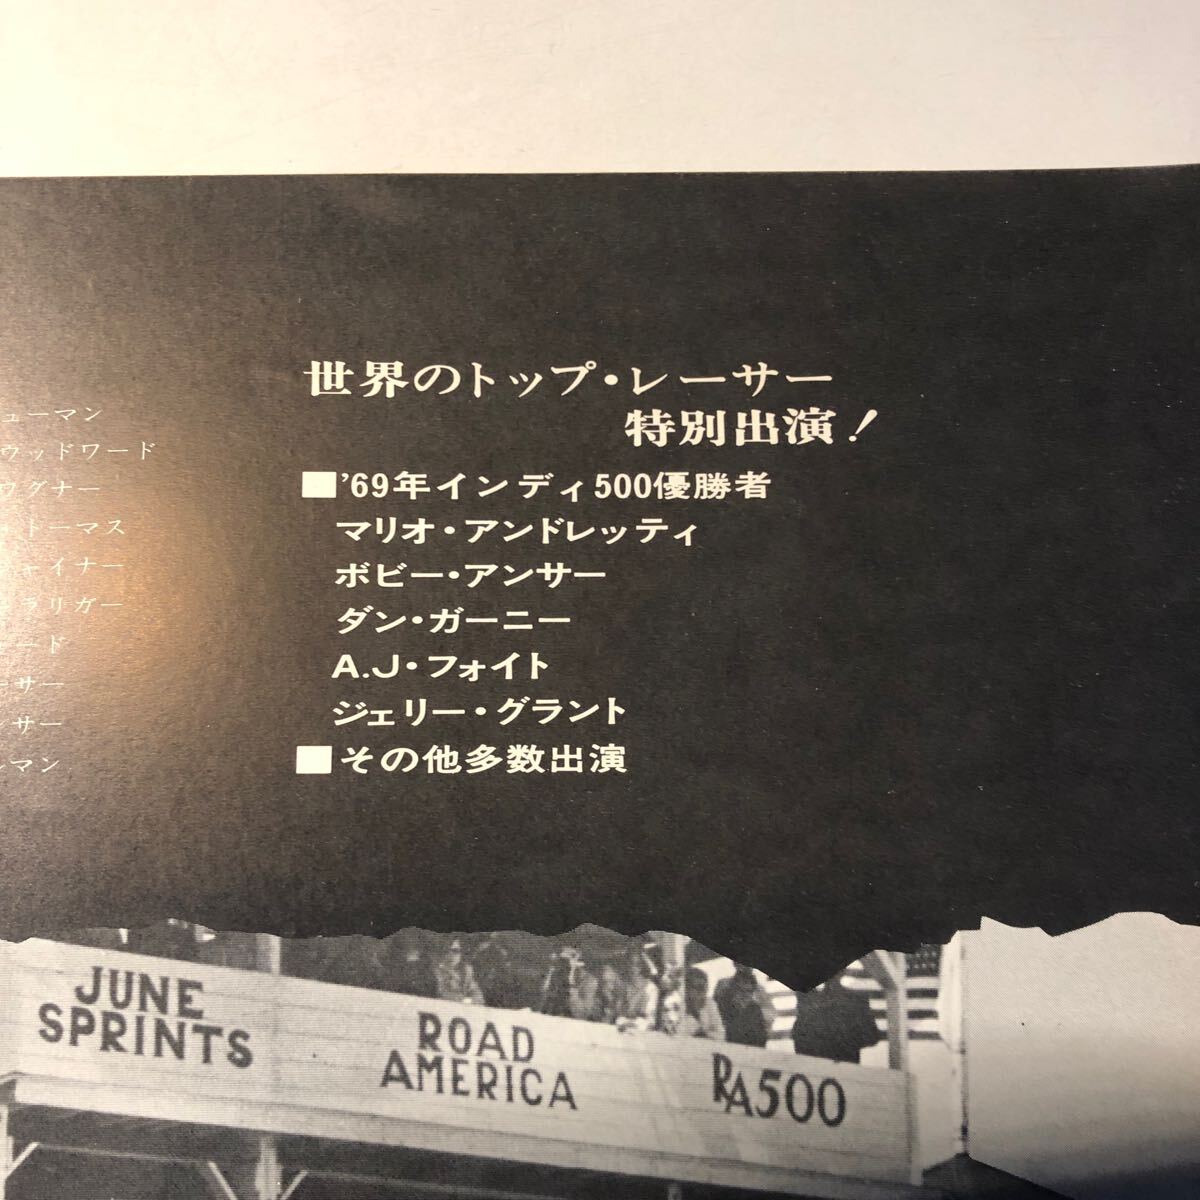 世界のトップ・レーサー
特別出演！
■'69年インディ500優勝者
マリオ・アンドレッティ
ボビー・アンサー
ダン・ガーニー
A.J・フォイト
ジェリー・グラント
■その他多数出演
ューマン
ウッドワード
ワグナー
トーマス
ャイナー
ラリガー
ード
ーサー
ンサー
ルマン
JUNE
SPRINTS
ROAD
AMERICA
RA500